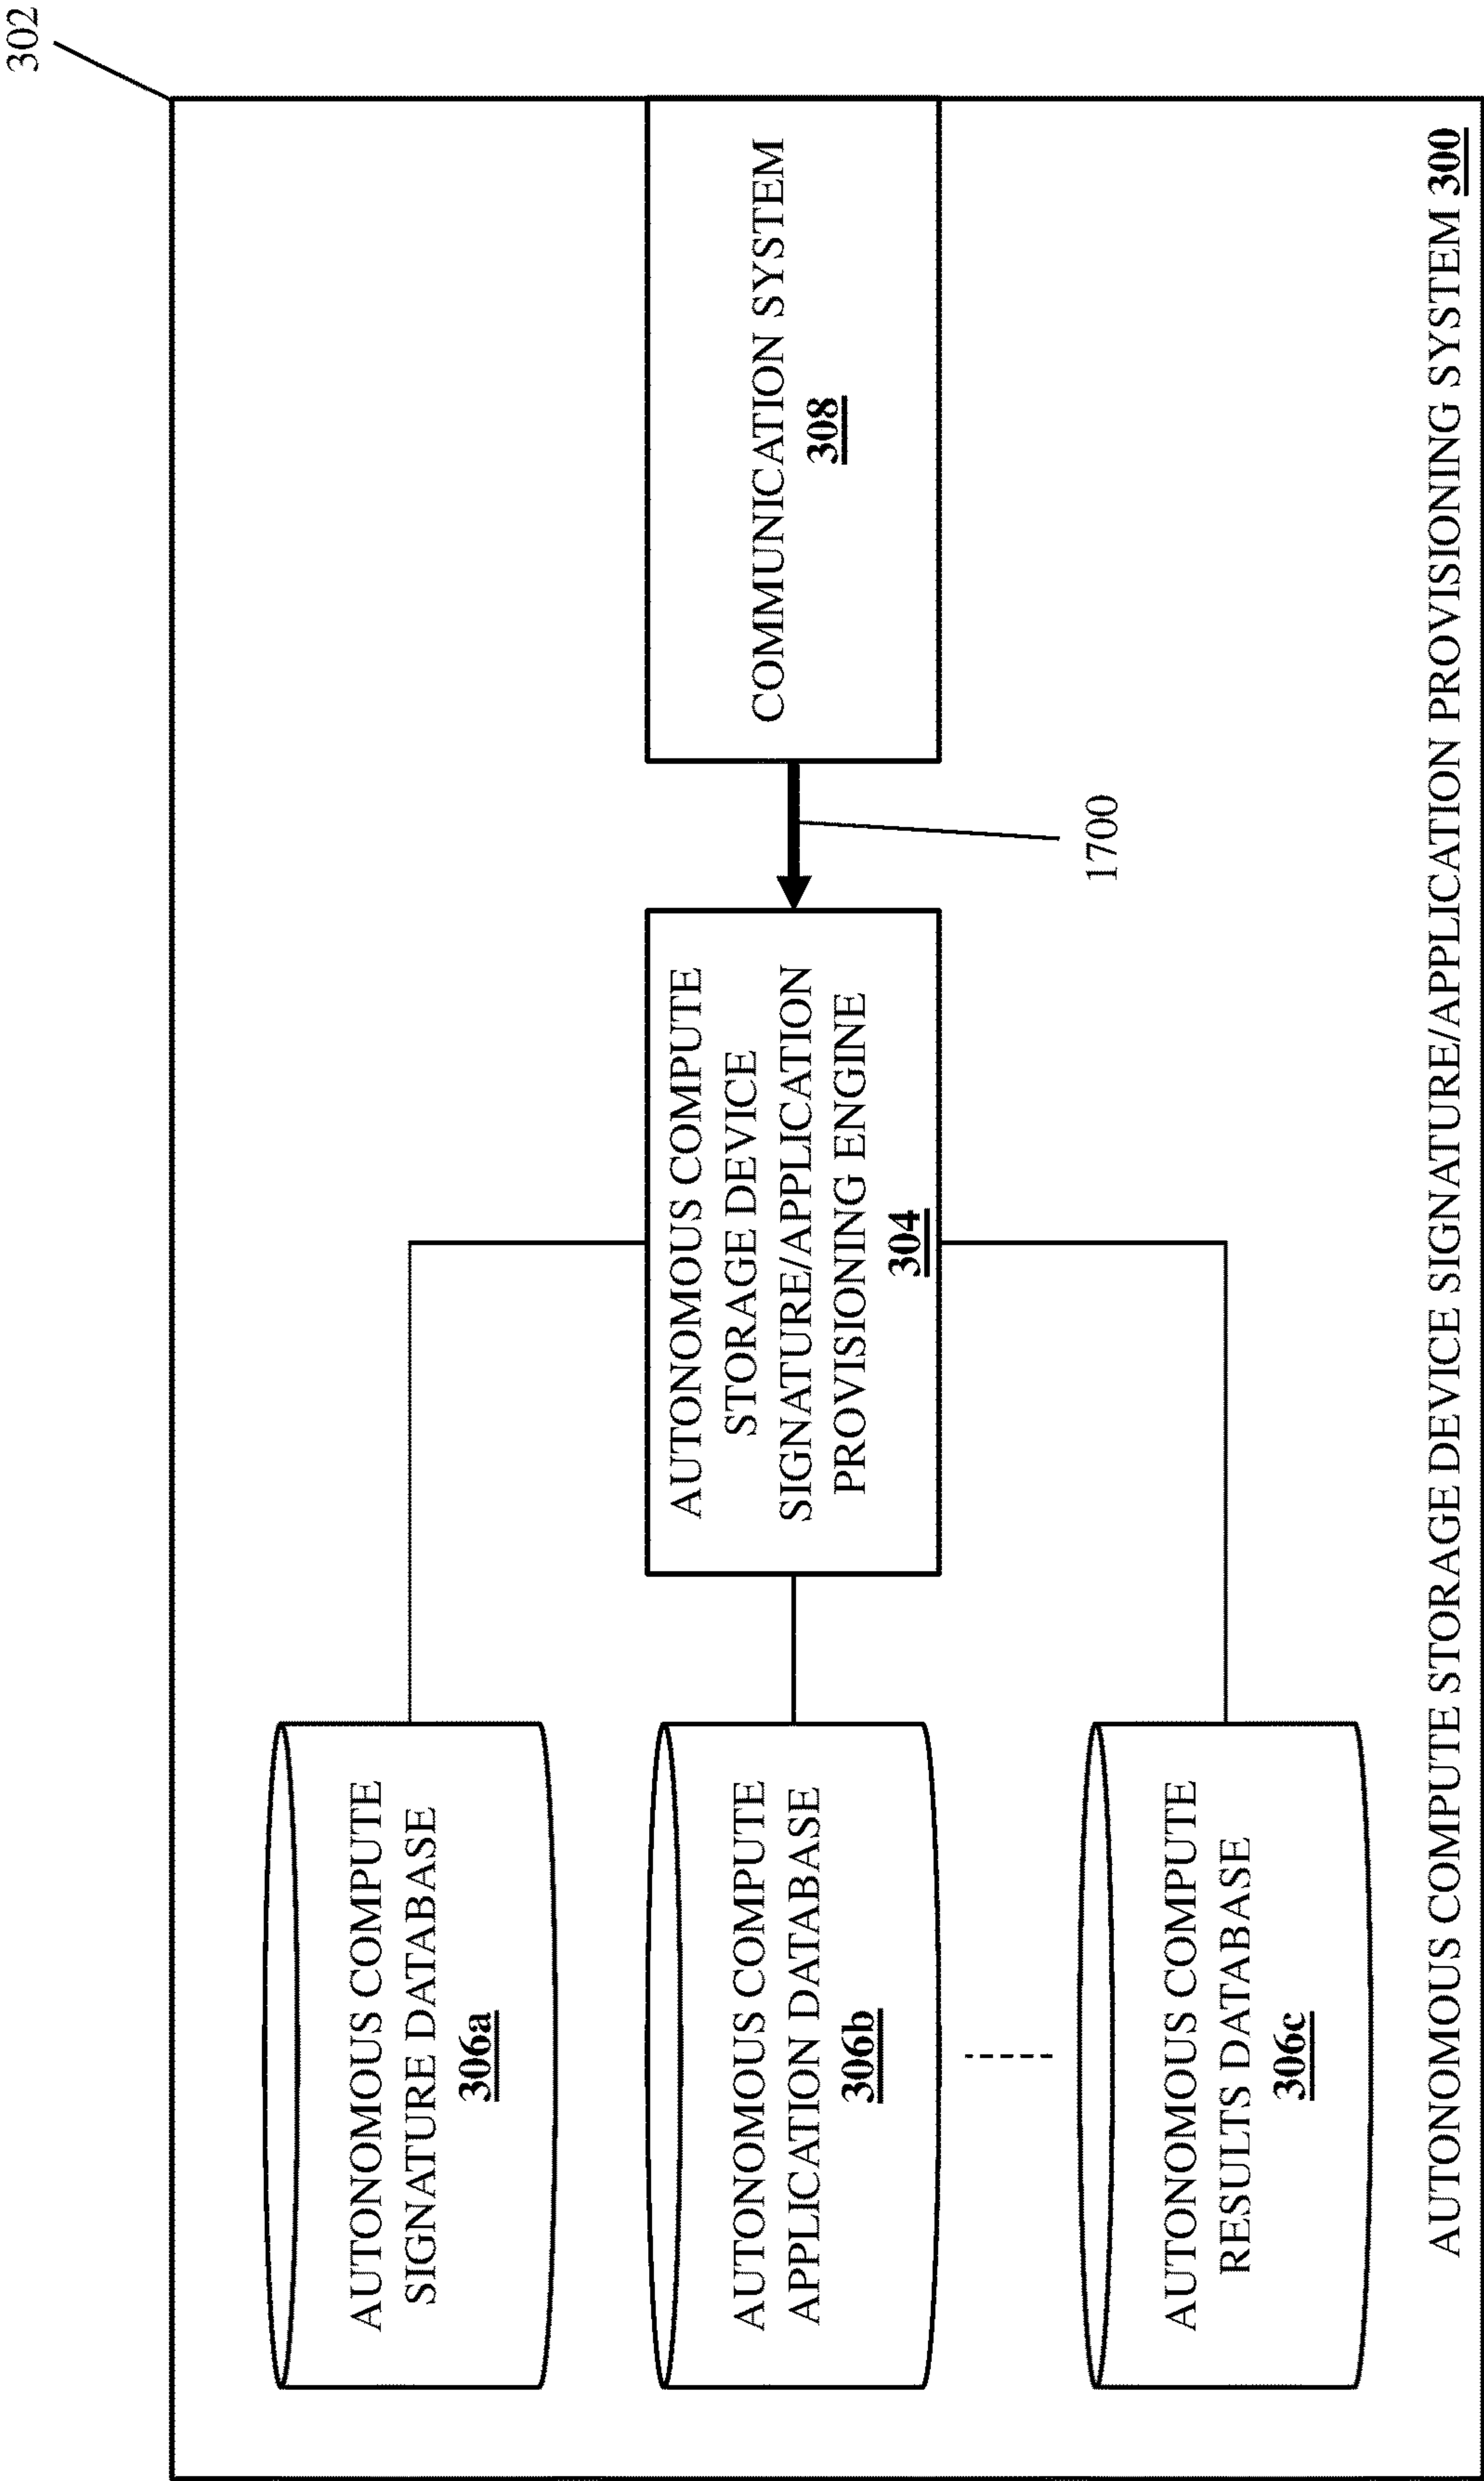 302
COMMUNICATION SYSTEM
308
1700
AUTONOMOUS COMPUTE
STORAGE DEVICE
SIGNATURE/APPLICATION
PROVISIONING ENGINE
304
AUTONOMOUS COMPUTE
SIGNATURE DATABASE
306a
AUTONOMOUS COMPUTE
APPLICATION DATABASE
306b
AUTONOMOUS COMPUTE
RESULTS DATABASE
306c
AUTONOMOUS COMPUTE STORAGE DEVICE SIGNATURE/APPLICATION PROVISIONING SYSTEM 300